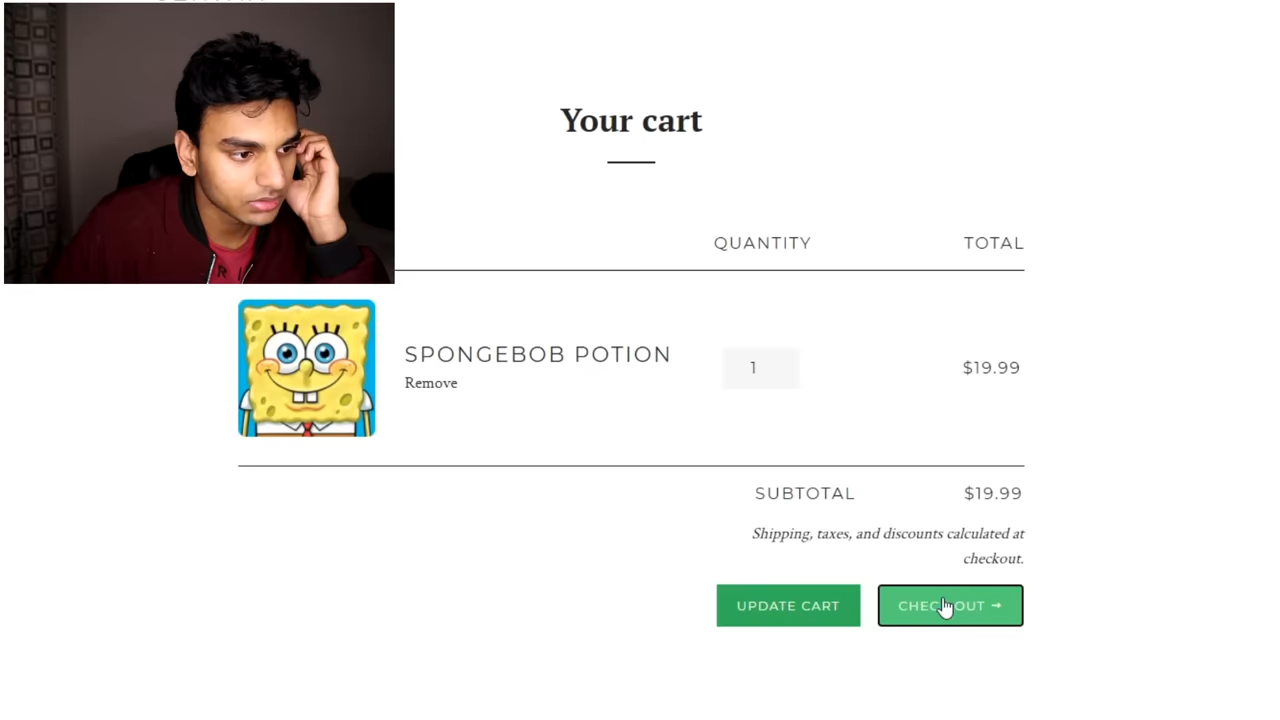 Your cart
QUANTITY TOTAL
SPONGEBOB POTION
Remove
1 $19.99
SUBTOTAL $19.99
Shipping, taxes, and discounts calculated at
checkout.
UPDATE CART CHECKOUT →